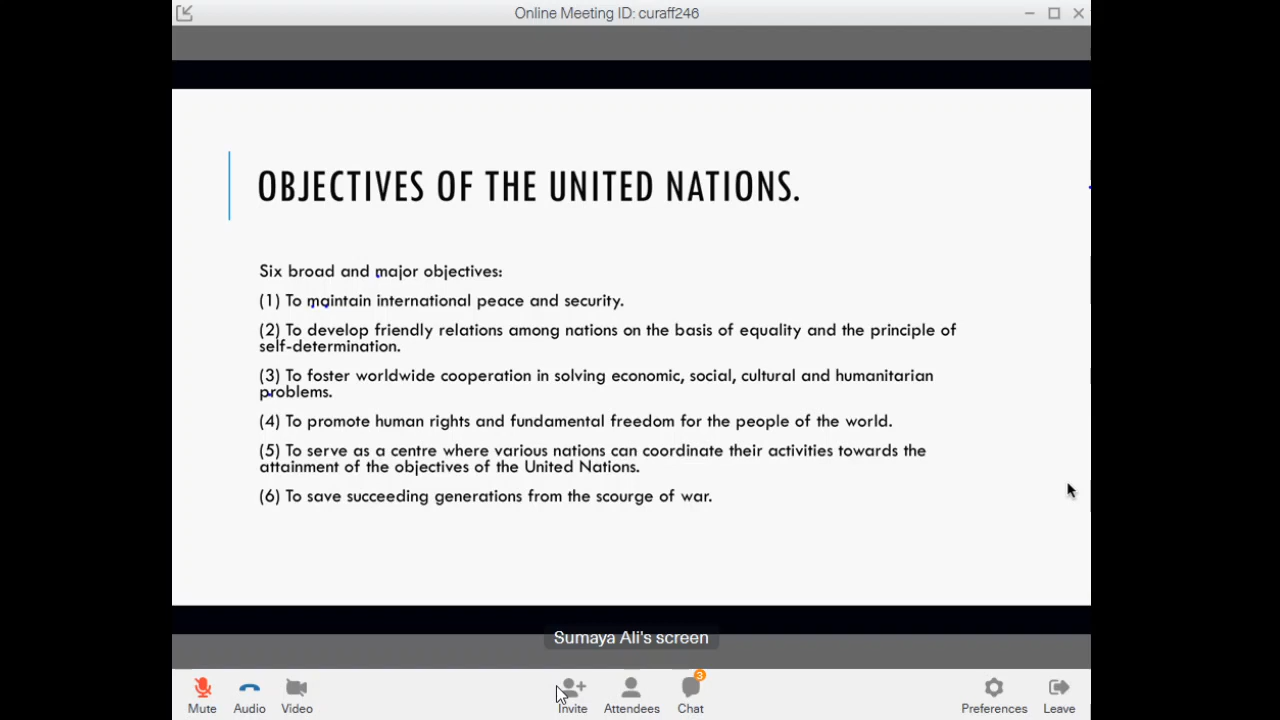 Online Meeting ID: curaff246
OBJECTIVES OF THE UNITED NATIONS.
Six broad and major objectives:
(1) To maintain international peace and security.
(2) To develop friendly relations among nations on the basis of equality and the principle of
self-determination.
(3) To foster worldwide cooperation in solving economic, social, cultural and humanitarian
problems.
(4) To promote human rights and fundamental freedom for the people of the world.
(5) To serve as a centre where various nations can coordinate their activities towards the
attainment of the objectives of the United Nations.
(6) To save succeeding generations from the scourge of war.
Sumaya Ali's screen
3
Mute Audio Video Invite Attendees Chat Preferences Leave